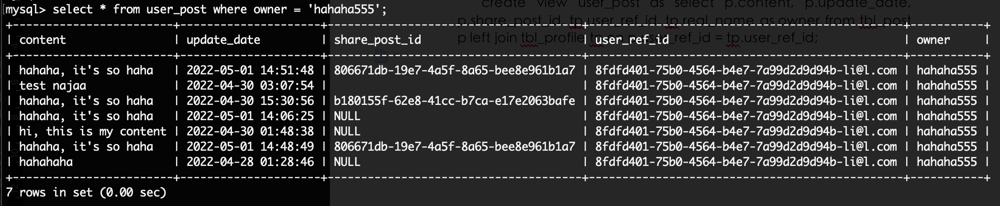 mysql> select * from user_post where owner = 'hahaha555';
create view user_post as select p.content, p.update_date,
p.share_post_id, tp.user_ref_id, tp.real_name as owner from tbl_post
p left join tbl_profile tp on p.user_ref_id = tp.user_ref_id;
+------------------------+---------------------+--------------------------------------+-----------------------------------------------+-----------+
| content                | update_date         | share_post_id                        | user_ref_id                                   | owner     |
+------------------------+---------------------+--------------------------------------+-----------------------------------------------+-----------+
| hahaha, it's so haha   | 2022-05-01 14:51:48 | 806671db-19e7-4a5f-8a65-bee8e961b1a7 | 8fdfd401-75b0-4564-b4e7-7a99d2d9d94b-li@l.com | hahaha555 |
| test najaa             | 2022-04-30 03:07:54 |                                      | 8fdfd401-75b0-4564-b4e7-7a99d2d9d94b-li@l.com | hahaha555 |
| hahaha, it's so haha   | 2022-04-30 15:30:56 | b180155f-62e8-41cc-b7ca-e17e2063bafe | 8fdfd401-75b0-4564-b4e7-7a99d2d9d94b-li@l.com | hahaha555 |
| hahaha, it's so haha   | 2022-05-01 14:06:25 | NULL                                 | 8fdfd401-75b0-4564-b4e7-7a99d2d9d94b-li@l.com | hahaha555 |
| hi, this is my content | 2022-04-30 01:48:38 | NULL                                 | 8fdfd401-75b0-4564-b4e7-7a99d2d9d94b-li@l.com | hahaha555 |
| hahaha, it's so haha   | 2022-05-01 14:48:49 | 806671db-19e7-4a5f-8a65-bee8e961b1a7 | 8fdfd401-75b0-4564-b4e7-7a99d2d9d94b-li@l.com | hahaha555 |
| hahahaha               | 2022-04-28 01:28:46 | NULL                                 | 8fdfd401-75b0-4564-b4e7-7a99d2d9d94b-li@l.com | hahaha555 |
+------------------------+---------------------+--------------------------------------+-----------------------------------------------+-----------+
7 rows in set (0.00 sec)